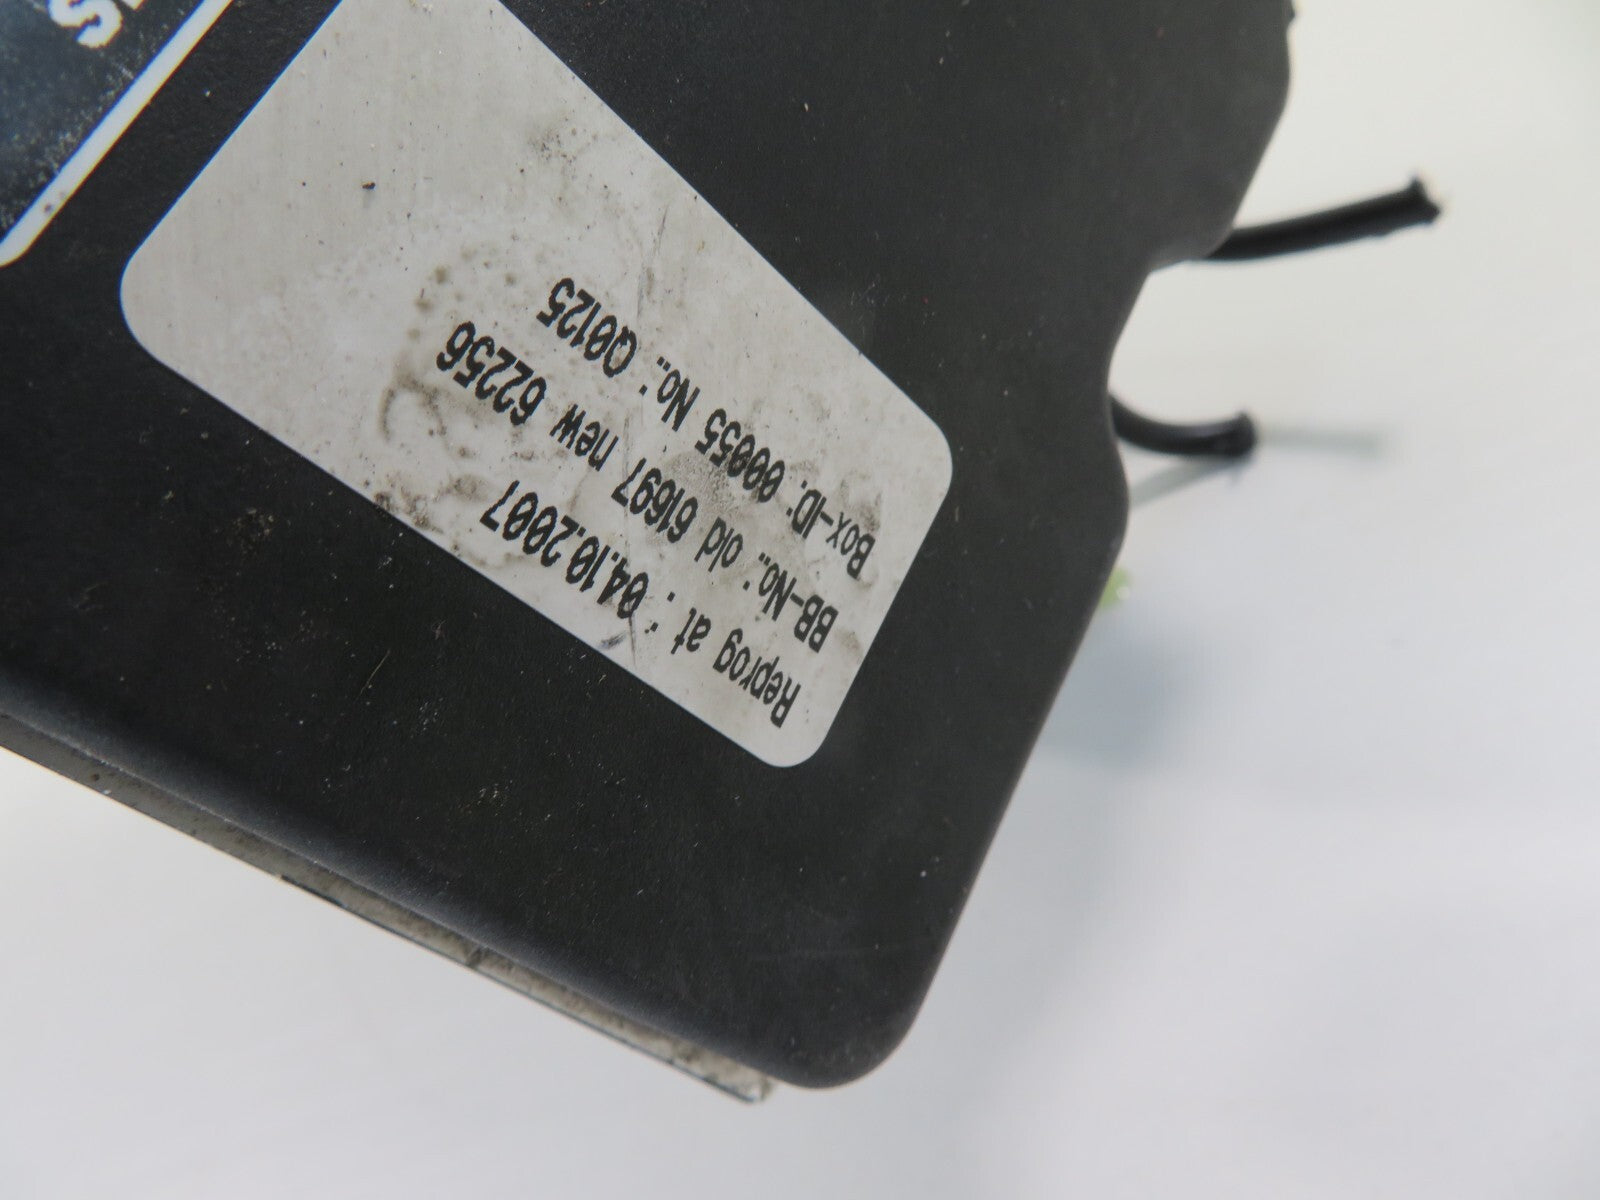 Reprog at : 04.10.2007
BB-No.: old 61697 new 62256
Box-ID: 00055 No.: Q0125